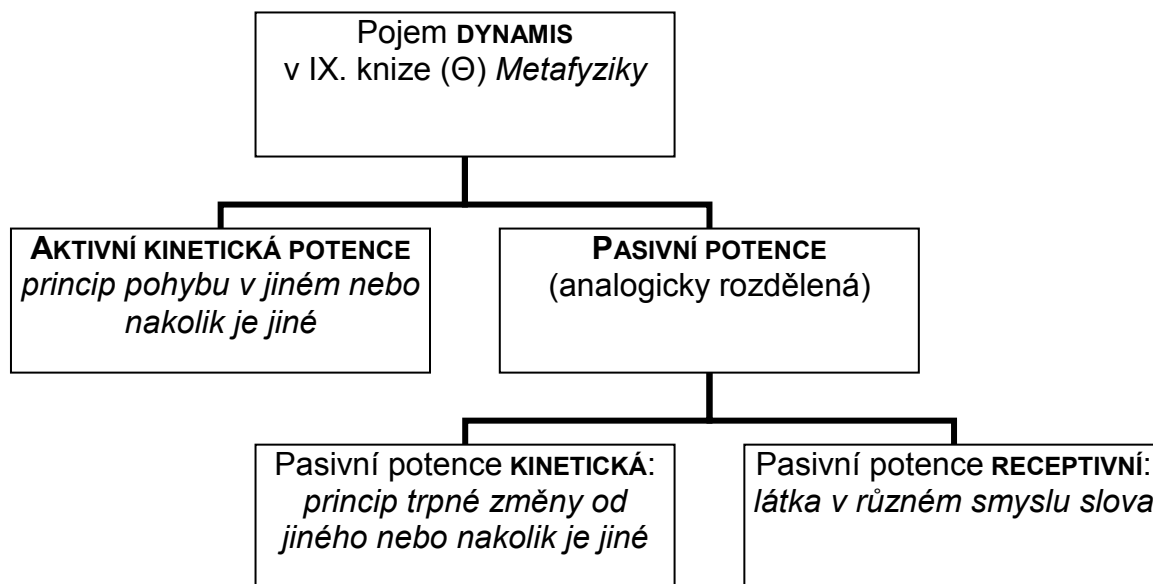 Pojem DYNAMIS
v IX. knize (Θ) Metafyziky
AKTIVNÍ KINETICKÁ POTENCE
princip pohybu v jiném nebo
nakolik je jiné
PASIVNÍ POTENCE
(analogicky rozdělená)
Pasivní potence KINETICKÁ:
princip trpné změny od
jiného nebo nakolik je jiné
Pasivní potence RECEPTIVNÍ:
látka v různém smyslu slova